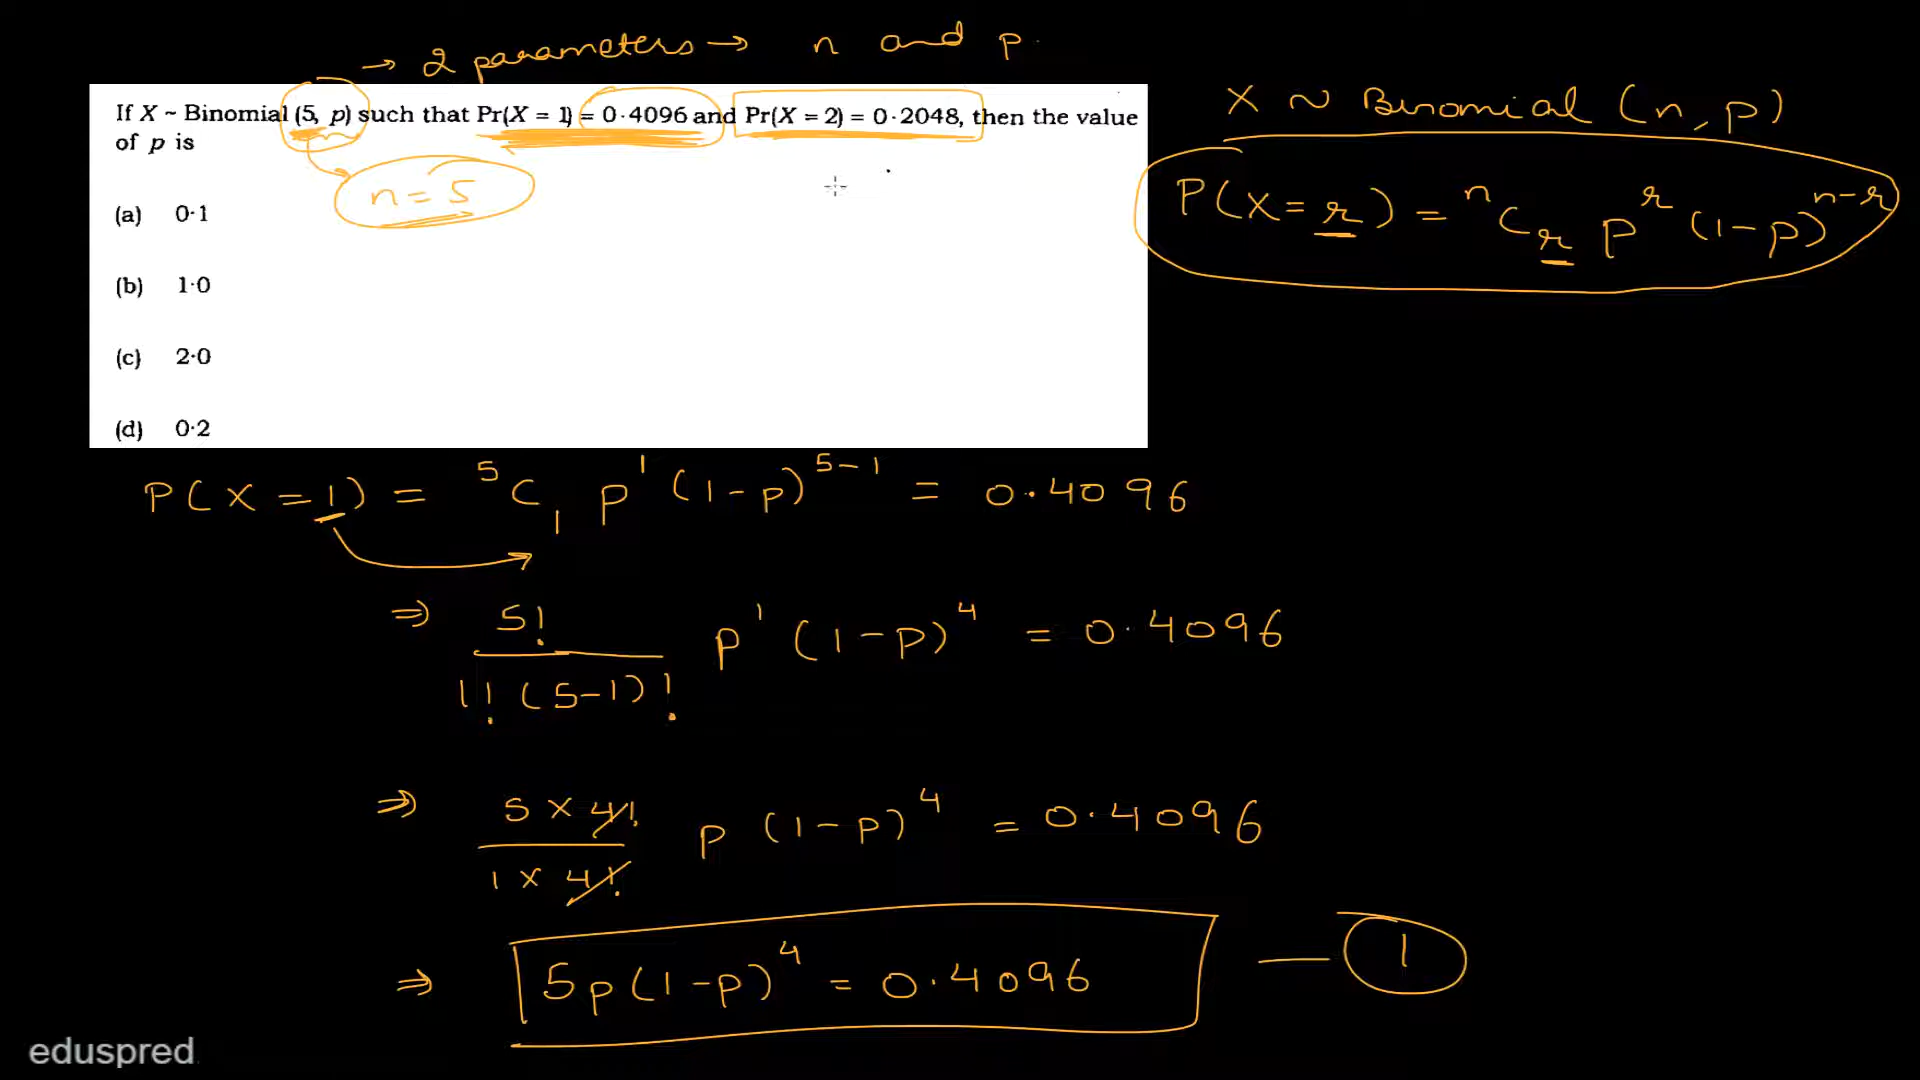 → 2 parameters → n and p.
If X ~ Binomial (5, p) such that Pr(X = 1) = 0·4096 and Pr(X = 2) = 0·2048, then the value
of p is
n = 5
(a) 0·1
(b) 1·0
(c) 2·0
(d) 0·2
X ~ Binomial (n, p)
P(X = r) = ⁿCᵣ pʳ (1-p)ⁿ⁻ʳ
P(X = 1) = ⁵C₁ p¹ (1-p)⁵⁻¹ = 0.4096
⇒ 5! / 1! (5-1)! p¹ (1-p)⁴ = 0.4096
⇒ 5 × 4! / 1 × 4! p (1-p)⁴ = 0.4096
⇒ 5p(1-p)⁴ = 0.4096 — 1
eduspred